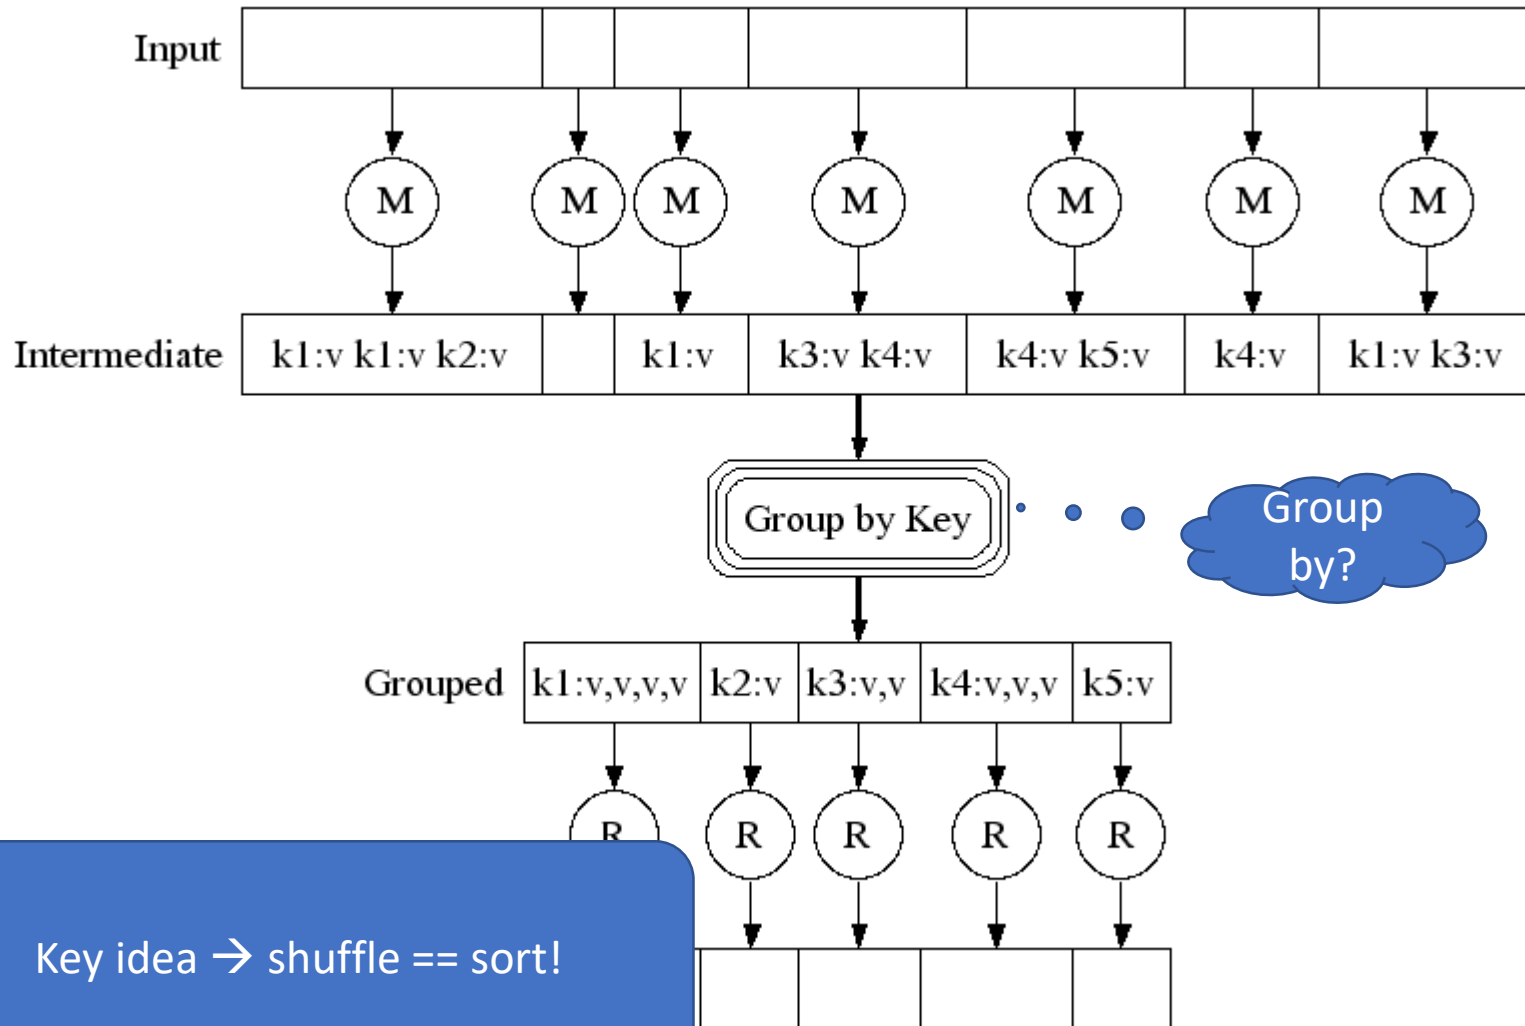 Input
M M M M M M M
Intermediate k1:v k1:v k2:v k1:v k3:v k4:v k4:v k5:v k4:v k1:v k3:v
Group by Key
Group
by?
Grouped k1:v,v,v,v k2:v k3:v,v k4:v,v,v k5:v
R R R R R
Key idea → shuffle == sort!